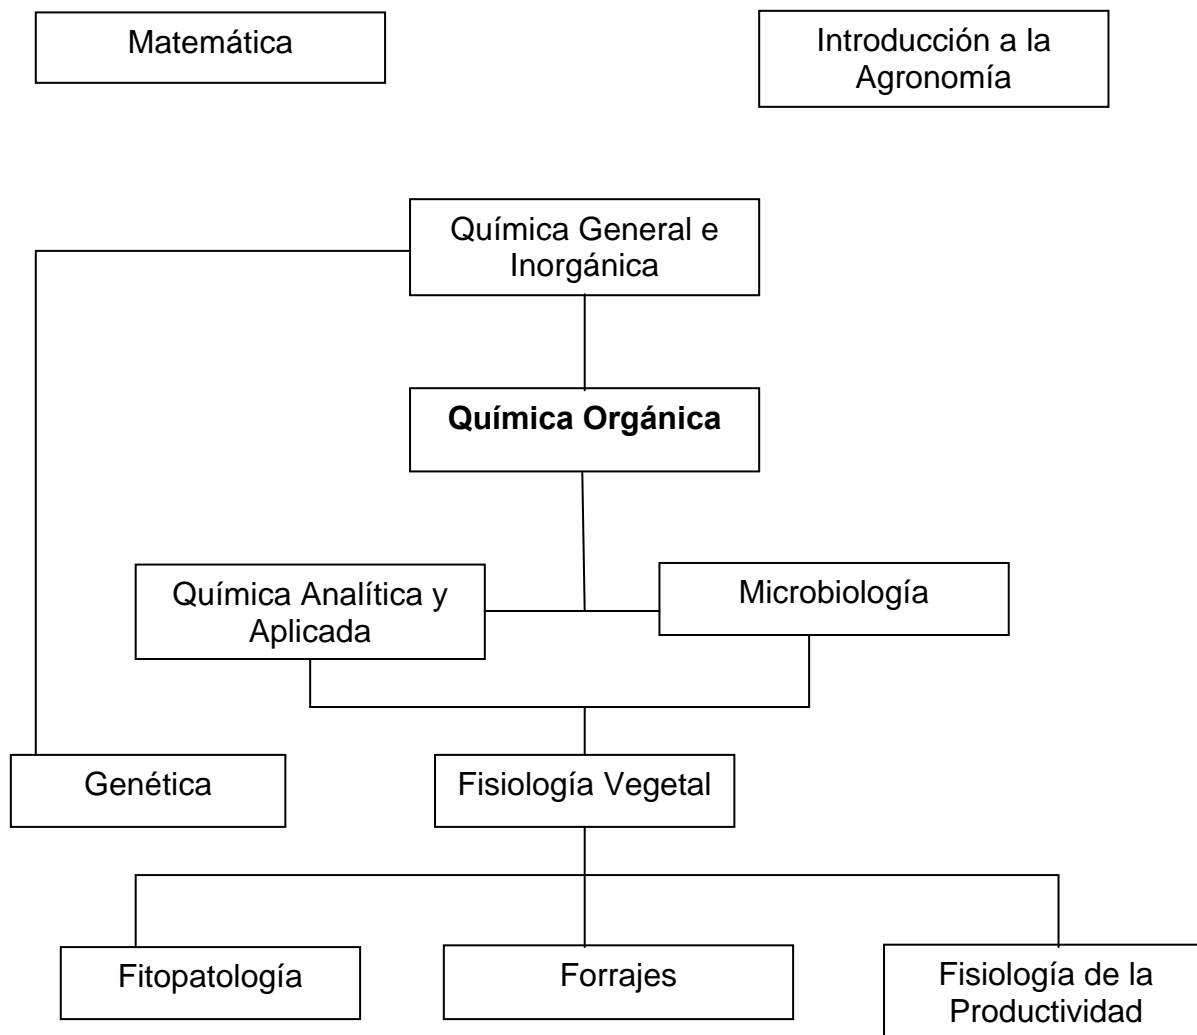 Matemática
Introducción a la
Agronomía
Química General e
Inorgánica
Química Orgánica
Química Analítica y
Aplicada
Microbiología
Genética
Fisiología Vegetal
Fitopatología
Forrajes
Fisiología de la
Productividad